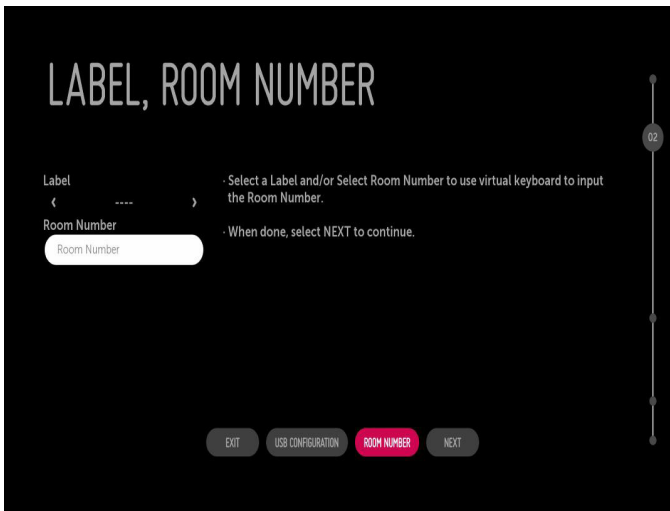 LABEL, ROOM NUMBER
02
Label
‹ ---- ›
Room Number
Room Number
· Select a Label and/or Select Room Number to use virtual keyboard to input
the Room Number.
· When done, select NEXT to continue.
EXIT
USB CONFIGURATION
ROOM NUMBER
NEXT